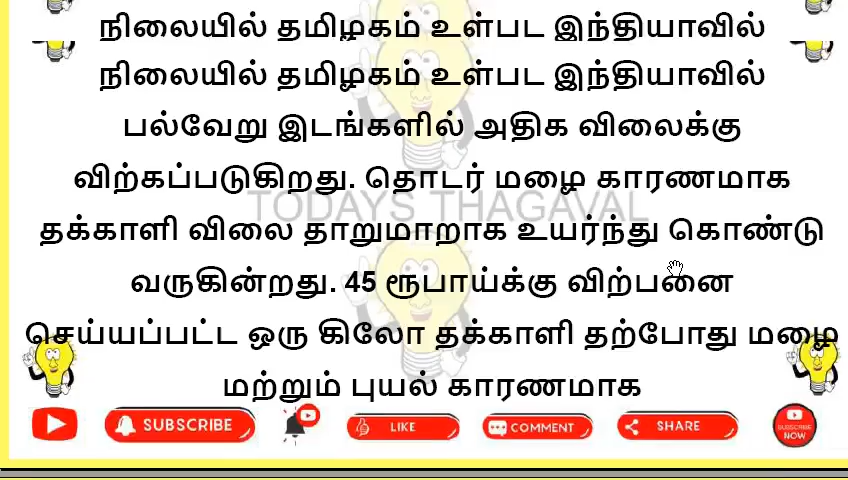 நிலையில் தமிழகம் உள்பட இந்தியாவில்
நிலையில் தமிழகம் உள்பட இந்தியாவில்
பல்வேறு இடங்களில் அதிக விலைக்கு
விற்கப்படுகிறது. தொடர் மழை காரணமாக
TODAYS THAGAVAL
தக்காளி விலை தாறுமாறாக உயர்ந்து கொண்டு
வருகின்றது. 45 ரூபாய்க்கு விற்பனை
செய்யப்பட்ட ஒரு கிலோ தக்காளி தற்போது மழை
மற்றும் புயல் காரணமாக
SUBSCRIBE LIKE COMMENT SHARE SUBSCRIBE NOW